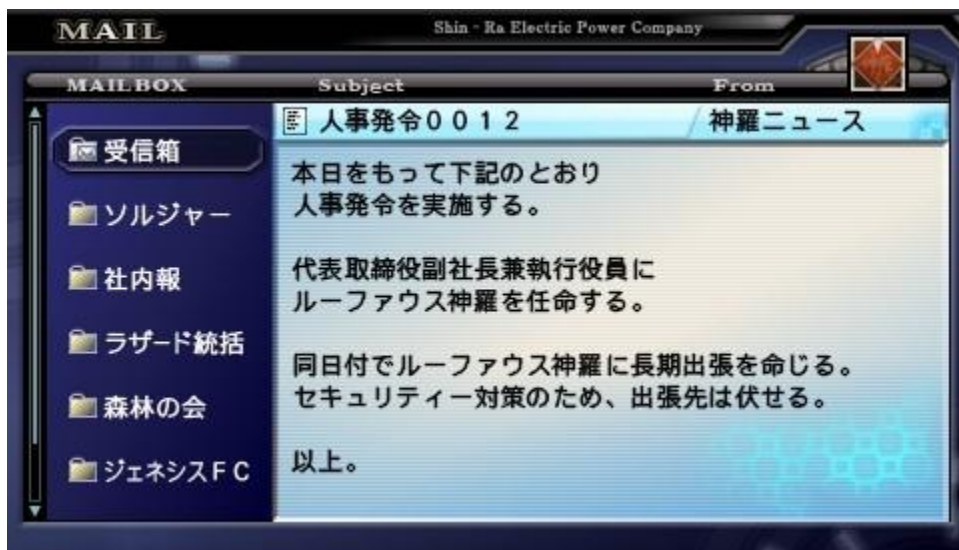 MAIL
Shin-Ra Electric Power Company
MAILBOX
Subject
From
受信箱
ソルジャー
社内報
ラザード統括
森林の会
ジェネシスFC
人事発令0012
神羅ニュース
本日をもって下記のとおり
人事発令を実施する。
代表取締役副社長兼執行役員に
ルーファウス神羅を任命する。
同日付でルーファウス神羅に長期出張を命じる。
セキュリティー対策のため、出張先は伏せる。
以上。